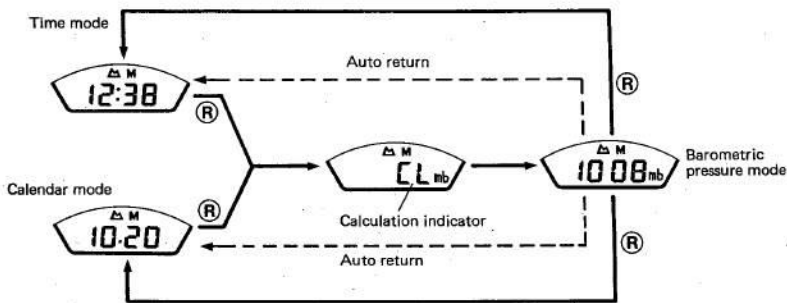 Time mode
Auto return
M
12:38
Ⓡ
Ⓡ
M
CL mb
M
1008 mb
Barometric
pressure mode
Calendar mode
Ⓡ
M
10·20
Calculation indicator
Ⓡ
Auto return